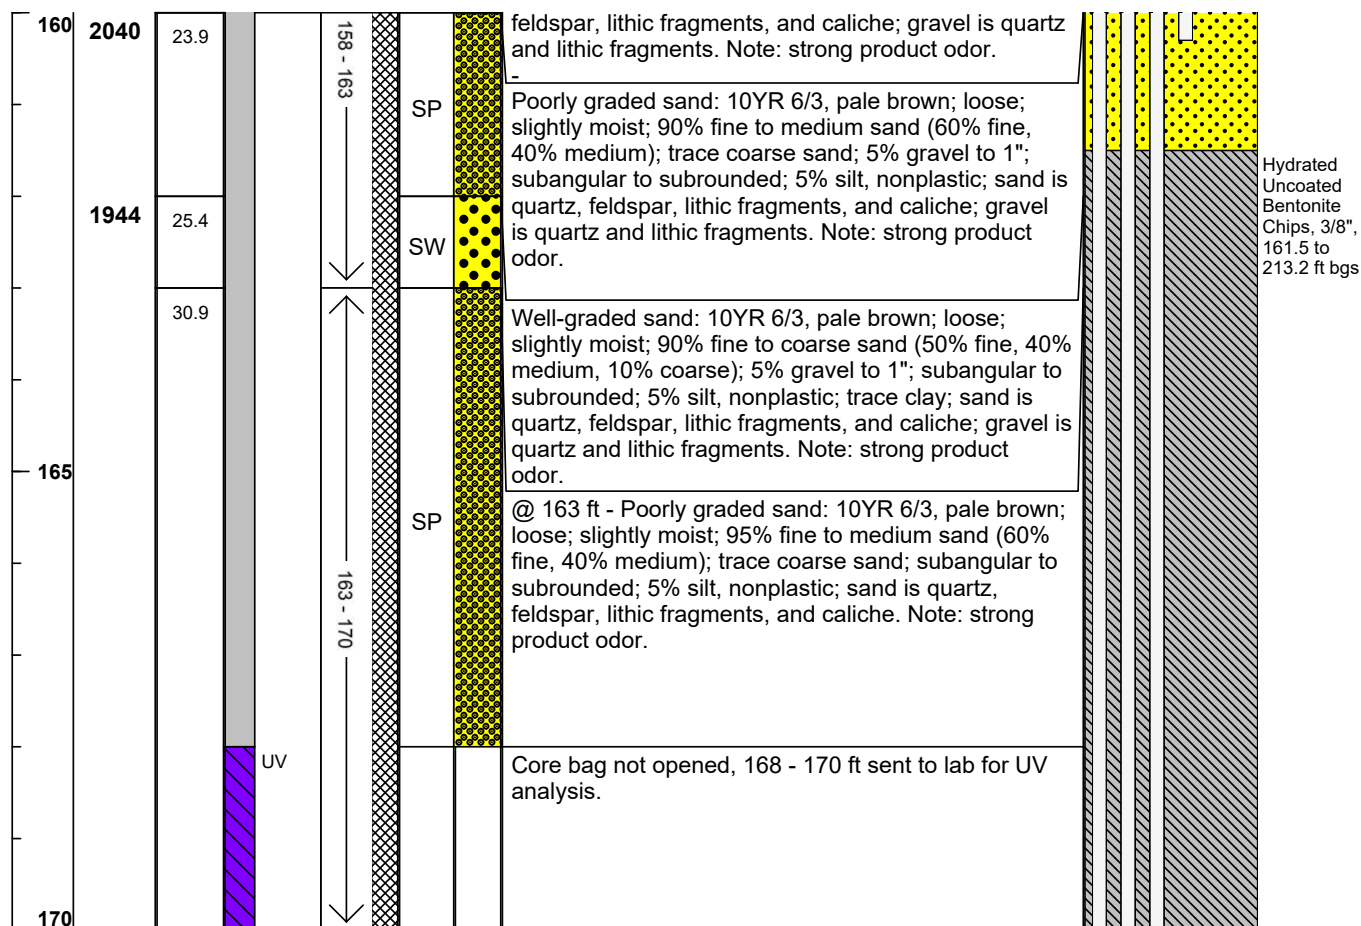 160
2040
23.9
158 - 163
SP
feldspar, lithic fragments, and caliche; gravel is quartz
and lithic fragments. Note: strong product odor.
-
Poorly graded sand: 10YR 6/3, pale brown; loose;
slightly moist; 90% fine to medium sand (60% fine,
40% medium); trace coarse sand; 5% gravel to 1";
subangular to subrounded; 5% silt, nonplastic; sand is
quartz, feldspar, lithic fragments, and caliche; gravel
is quartz and lithic fragments. Note: strong product
odor.
Hydrated
Uncoated
Bentonite
Chips, 3/8",
161.5 to
213.2 ft bgs
1944
25.4
SW
30.9
Well-graded sand: 10YR 6/3, pale brown; loose;
slightly moist; 90% fine to coarse sand (50% fine, 40%
medium, 10% coarse); 5% gravel to 1"; subangular to
subrounded; 5% silt, nonplastic; trace clay; sand is
quartz, feldspar, lithic fragments, and caliche; gravel is
quartz and lithic fragments. Note: strong product
odor.
165
163 - 170
SP
@ 163 ft - Poorly graded sand: 10YR 6/3, pale brown;
loose; slightly moist; 95% fine to medium sand (60%
fine, 40% medium); trace coarse sand; subangular to
subrounded; 5% silt, nonplastic; sand is quartz,
feldspar, lithic fragments, and caliche. Note: strong
product odor.
UV
Core bag not opened, 168 - 170 ft sent to lab for UV
analysis.
170